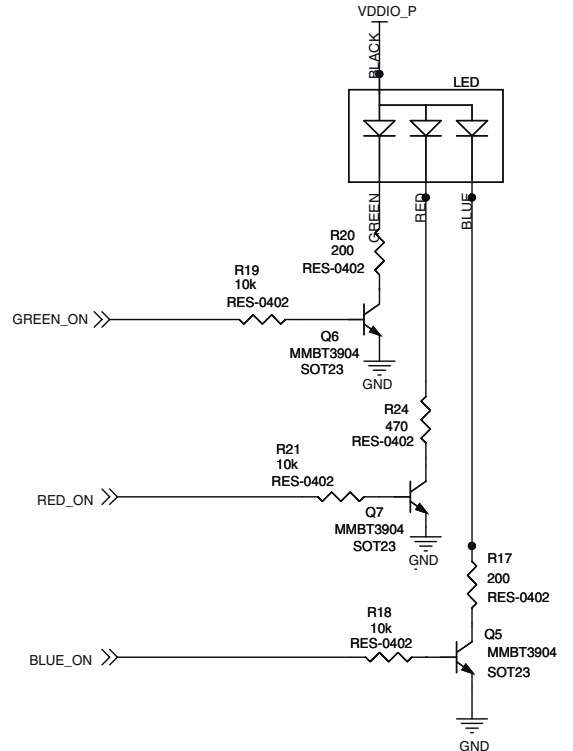 VDDIO_P
BLACK
LED
GREEN
RED
BLUE
R20
200
RES-0402
R19
10k
RES-0402
GREEN_ON
Q6
MMBT3904
SOT23
GND
R24
470
RES-0402
R21
10k
RES-0402
RED_ON
Q7
MMBT3904
SOT23
GND
R17
200
RES-0402
R18
10k
RES-0402
BLUE_ON
Q5
MMBT3904
SOT23
GND